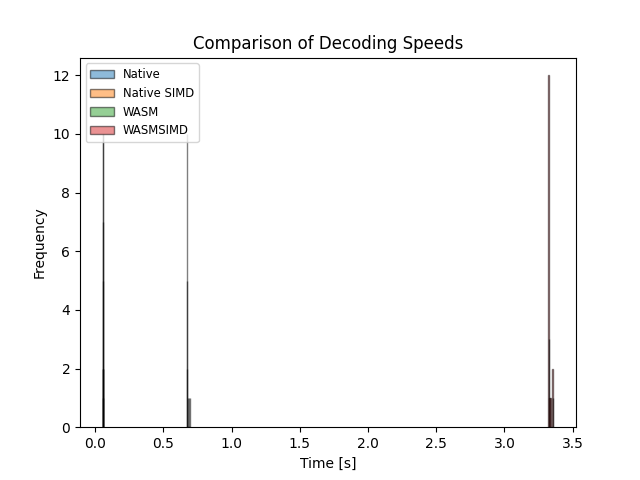 Comparison of Decoding Speeds
Native
Native SIMD
WASM
WASMSIMD
12
10
8
6
4
2
0
Frequency
0.0 0.5 1.0 1.5 2.0 2.5 3.0 3.5
Time [s]